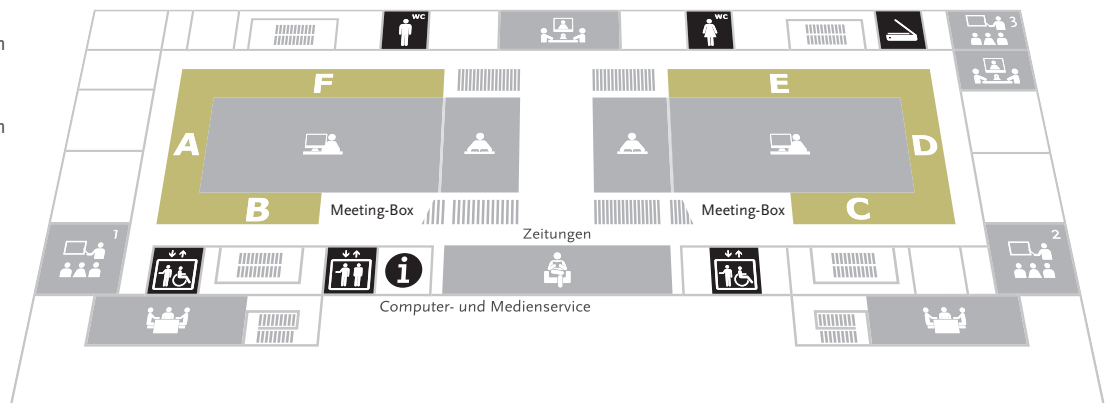 WC
WC
3
n
F
E
n
A
D
B
Meeting-Box
Meeting-Box
C
Zeitungen
1
2
i
Computer- und Medienservice